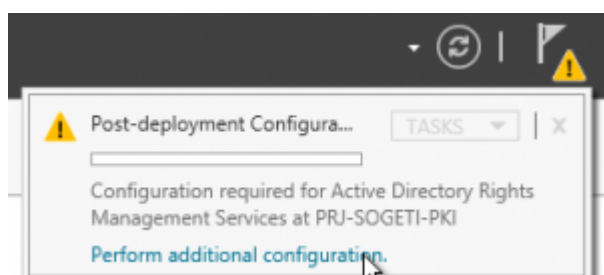 Post-deployment Configura...
TASKS
X
Configuration required for Active Directory Rights
Management Services at PRJ-SOGETI-PKI
Perform additional configuration.